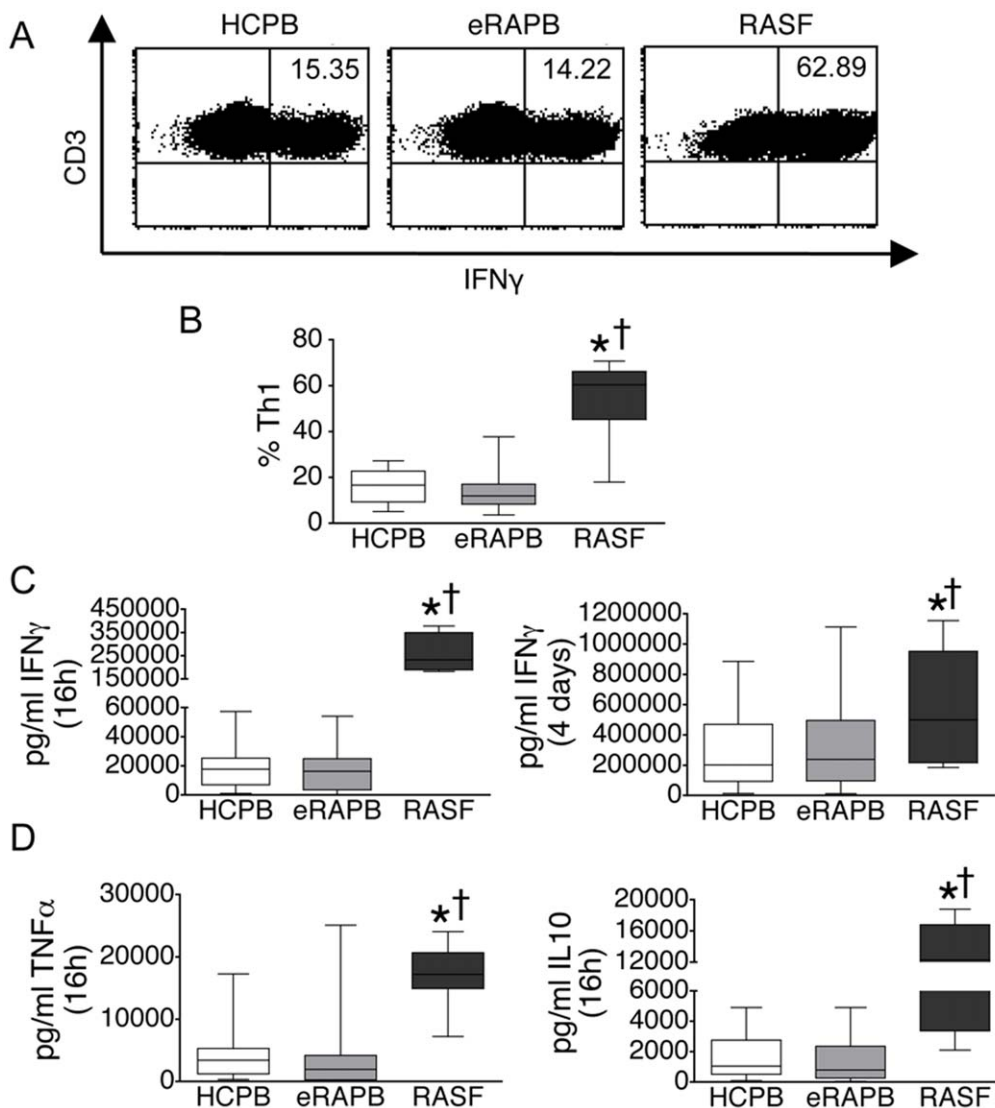 A
HCPB eRAPB RASF
15.35 14.22 62.89
CD3
IFNγ
B
*†
80
60
40
20
0
% Th1
HCPB eRAPB RASF
C
*†
450000
350000
250000
150000
60000
40000
20000
0
pg/ml IFNγ
(16h)
HCPB eRAPB RASF
*†
1200000
1000000
800000
600000
400000
200000
0
pg/ml IFNγ
(4 days)
HCPB eRAPB RASF
D
*†
30000
20000
10000
0
pg/ml TNFα
(16h)
HCPB eRAPB RASF
*†
20000
16000
12000
6000
4000
2000
0
pg/ml IL10
(16h)
HCPB eRAPB RASF